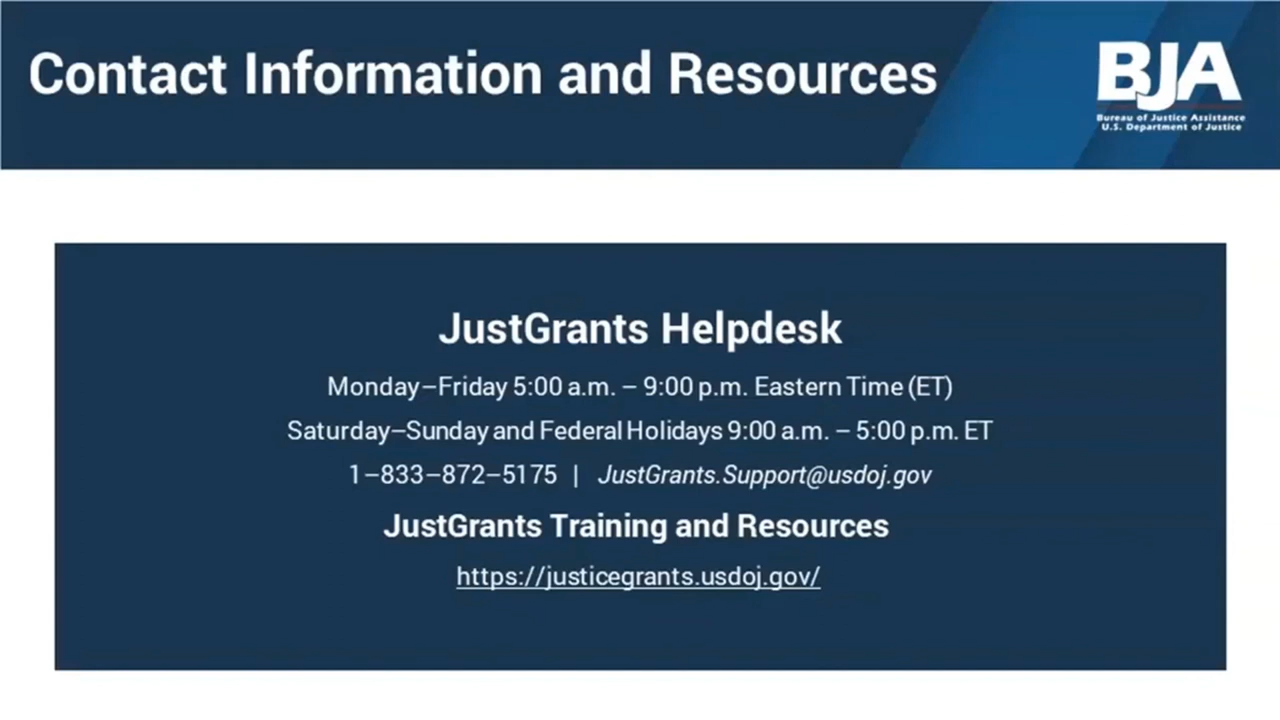 Contact Information and Resources
BJA
Bureau of Justice Assistance
U.S. Department of Justice
JustGrants Helpdesk
Monday–Friday 5:00 a.m. – 9:00 p.m. Eastern Time (ET)
Saturday–Sunday and Federal Holidays 9:00 a.m. – 5:00 p.m. ET
1–833–872–5175 | JustGrants.Support@usdoj.gov
JustGrants Training and Resources
https://justicegrants.usdoj.gov/